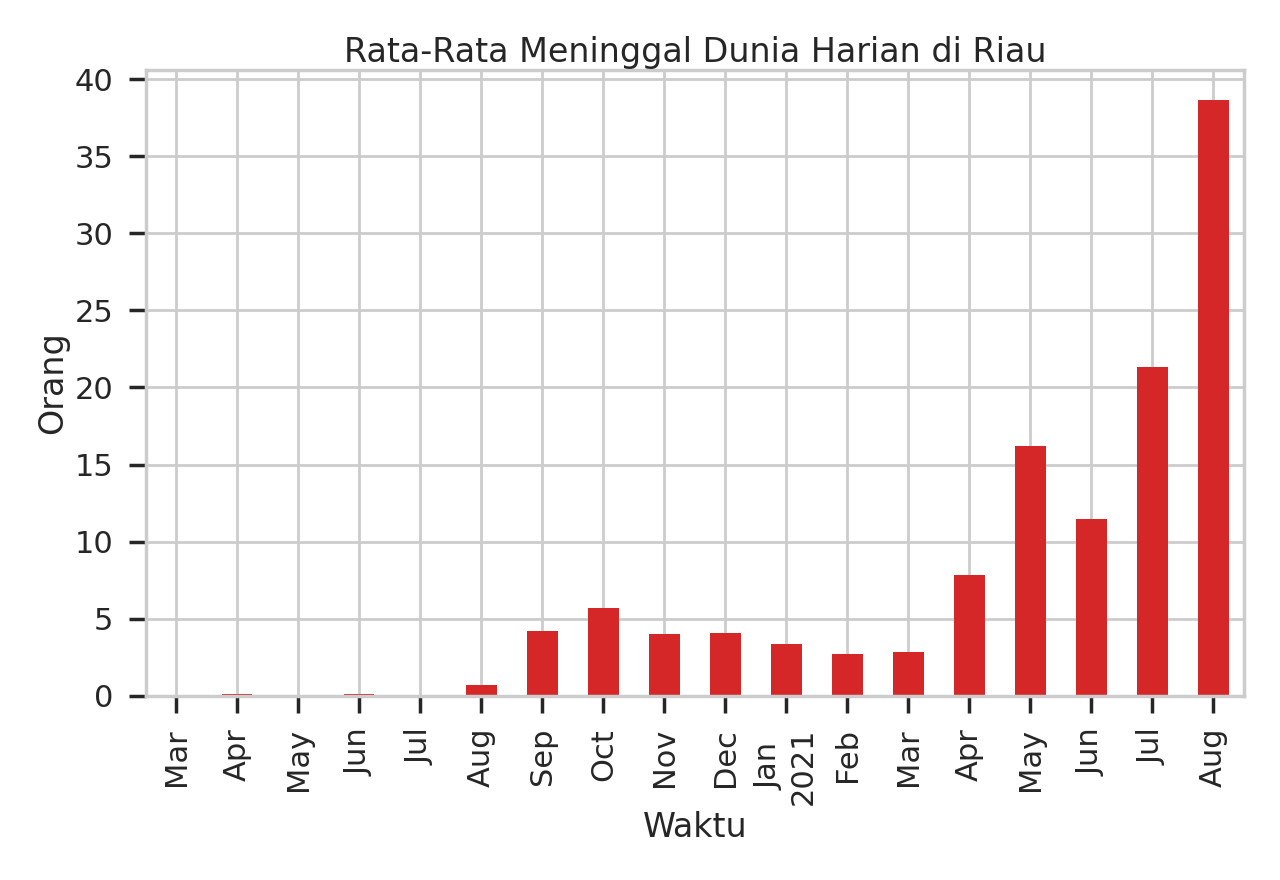 Rata-Rata Meninggal Dunia Harian di Riau
40
35
30
25
20
15
10
5
0
Orang
Mar
Apr
May
Jun
Jul
Aug
Sep
Oct
Nov
Dec
Jan
2021
Feb
Mar
Apr
May
Jun
Jul
Aug
Waktu